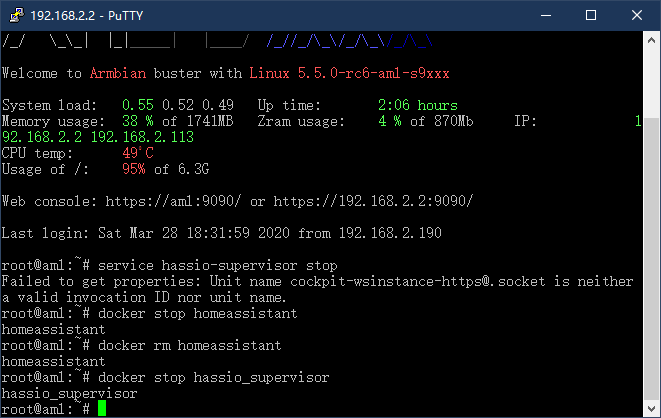 192.168.2.2 - PuTTY
/_/   \_\_|  |_|_____|   |____/  /_//_/\_\/_/\_\/_/\_\
Welcome to Armbian buster with Linux 5.5.0-rc6-aml-s9xxx
System load:   0.55 0.52 0.49   Up time:       2:06 hours
Memory usage:  38 % of 1741MB   Zram usage:    4 % of 870Mb     IP:            1
92.168.2.2 192.168.2.113
CPU temp:      49°C
Usage of /:    95% of 6.3G
Web console: https://aml:9090/ or https://192.168.2.2:9090/
Last login: Sat Mar 28 18:31:59 2020 from 192.168.2.190
root@aml:~# service hassio-supervisor stop
Failed to get properties: Unit name cockpit-wsinstance-https@.socket is neither
a valid invocation ID nor unit name.
root@aml:~# docker stop homeassistant
homeassistant
root@aml:~# docker rm homeassistant
homeassistant
root@aml:~# docker stop hassio_supervisor
hassio_supervisor
root@aml:~#